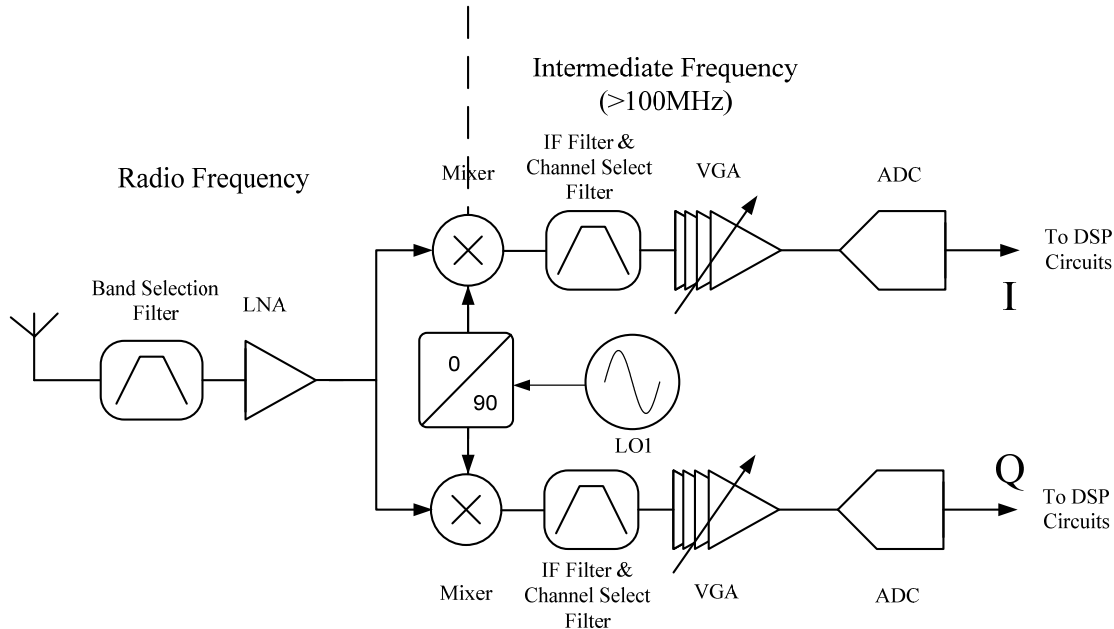 Intermediate Frequency
(>100MHz)
IF Filter &
Channel Select
Filter
Mixer
VGA
ADC
Radio Frequency
To DSP
Circuits
I
Band Selection
Filter
LNA
0
90
LO1
Q
To DSP
Circuits
Mixer
IF Filter &
Channel Select
Filter
VGA
ADC